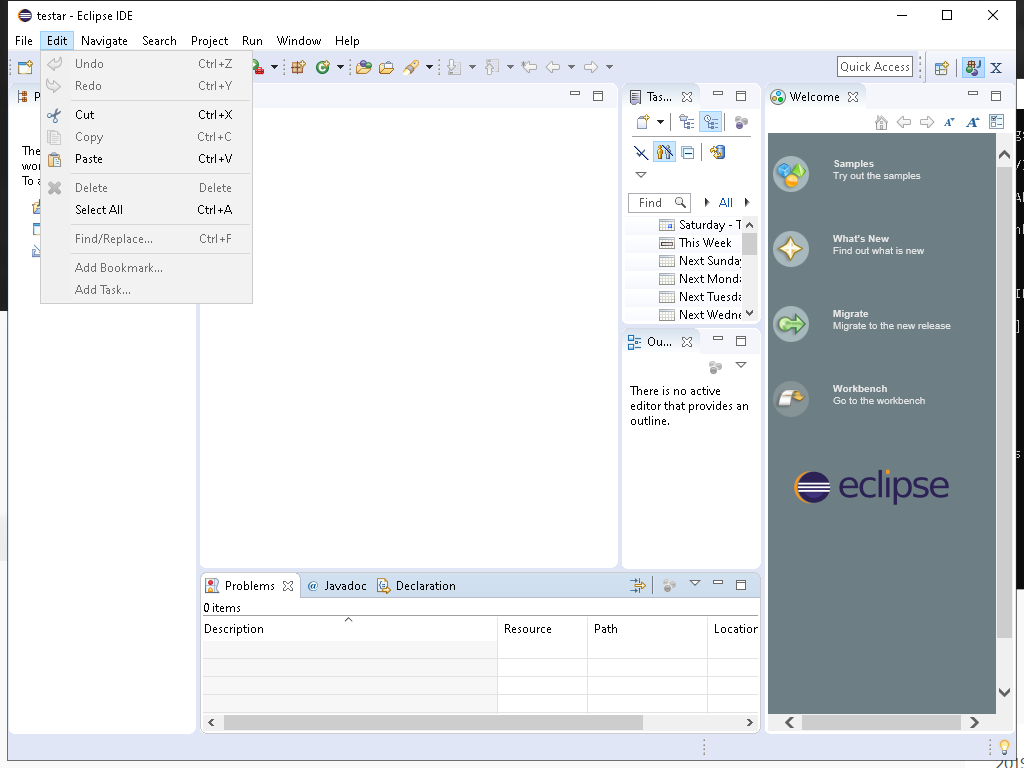 testar - Eclipse IDE
File Edit Navigate Search Project Run Window Help
Undo Ctrl+Z
Redo Ctrl+Y
Cut Ctrl+X
Copy Ctrl+C
Paste Ctrl+V
Delete Delete
Select All Ctrl+A
Find/Replace... Ctrl+F
Add Bookmark...
Add Task...
Quick Access
P
The
wor
To a
Tas...
Find
All
Saturday - T
This Week
Next Sunday
Next Monda
Next Tuesda
Next Wedne
Ou...
There is no active
editor that provides an
outline.
Welcome
Samples
Try out the samples
What's New
Find out what is new
Migrate
Migrate to the new release
Workbench
Go to the workbench
eclipse
Problems @ Javadoc Declaration
0 items
Description Resource Path Location
2019